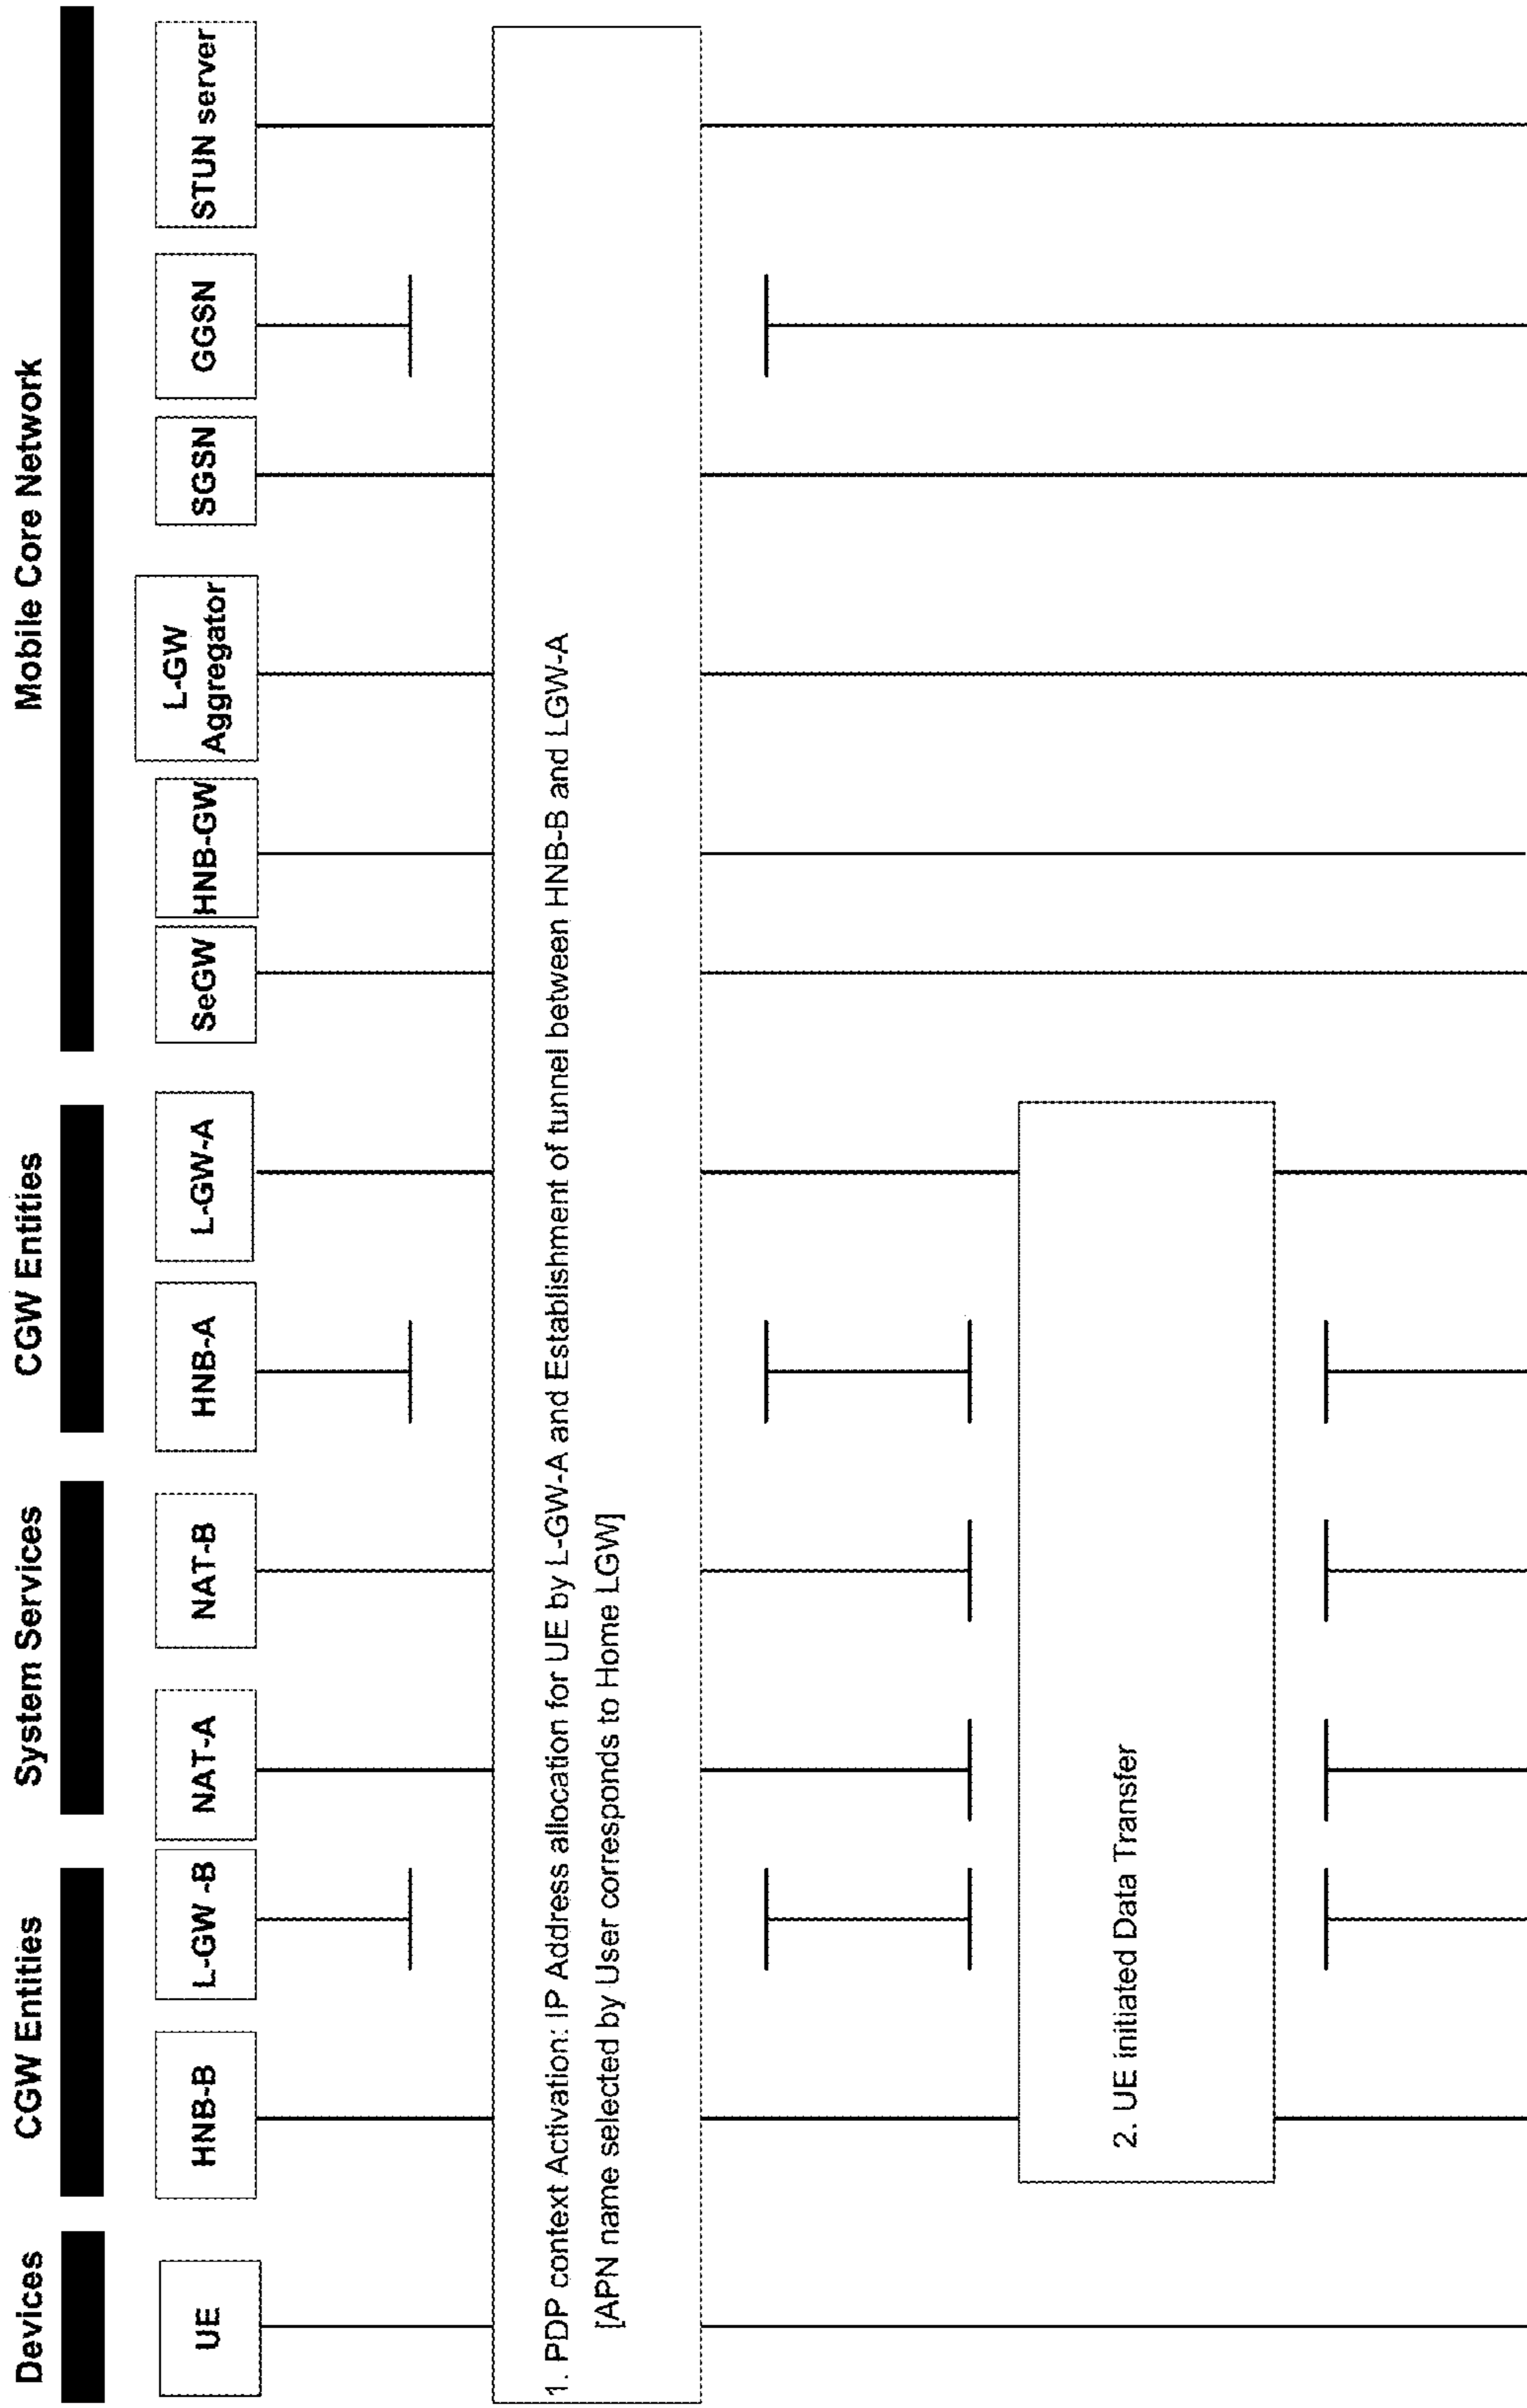 Devices
CGW Entities
System Services
CGW Entities
Mobile Core Network
UE
HNB-B
L-GW -B
NAT-A
NAT-B
HNB-A
L-GW-A
SeGW
HNB-GW
L-GW
Aggregator
SGSN
GGSN
STUN server
1. PDP context Activation: IP Address allocation for UE by L-GW-A and Establishment of tunnel between HNB-B and LGW-A
[APN name selected by User corresponds to Home LGW]
2. UE initiated Data Transfer